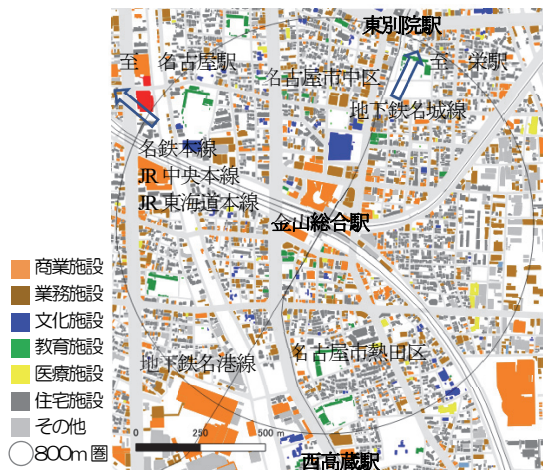 東別院駅
至 名古屋駅
至 栄駅
名古屋市中区
地下鉄名城線
名鉄本線
JR 中央本線
JR 東海道本線
金山総合駅
商業施設
業務施設
文化施設
教育施設
医療施設
住宅施設
その他
800m 圏
地下鉄名港線
名古屋市熱田区
0 250 500 m
西高蔵駅